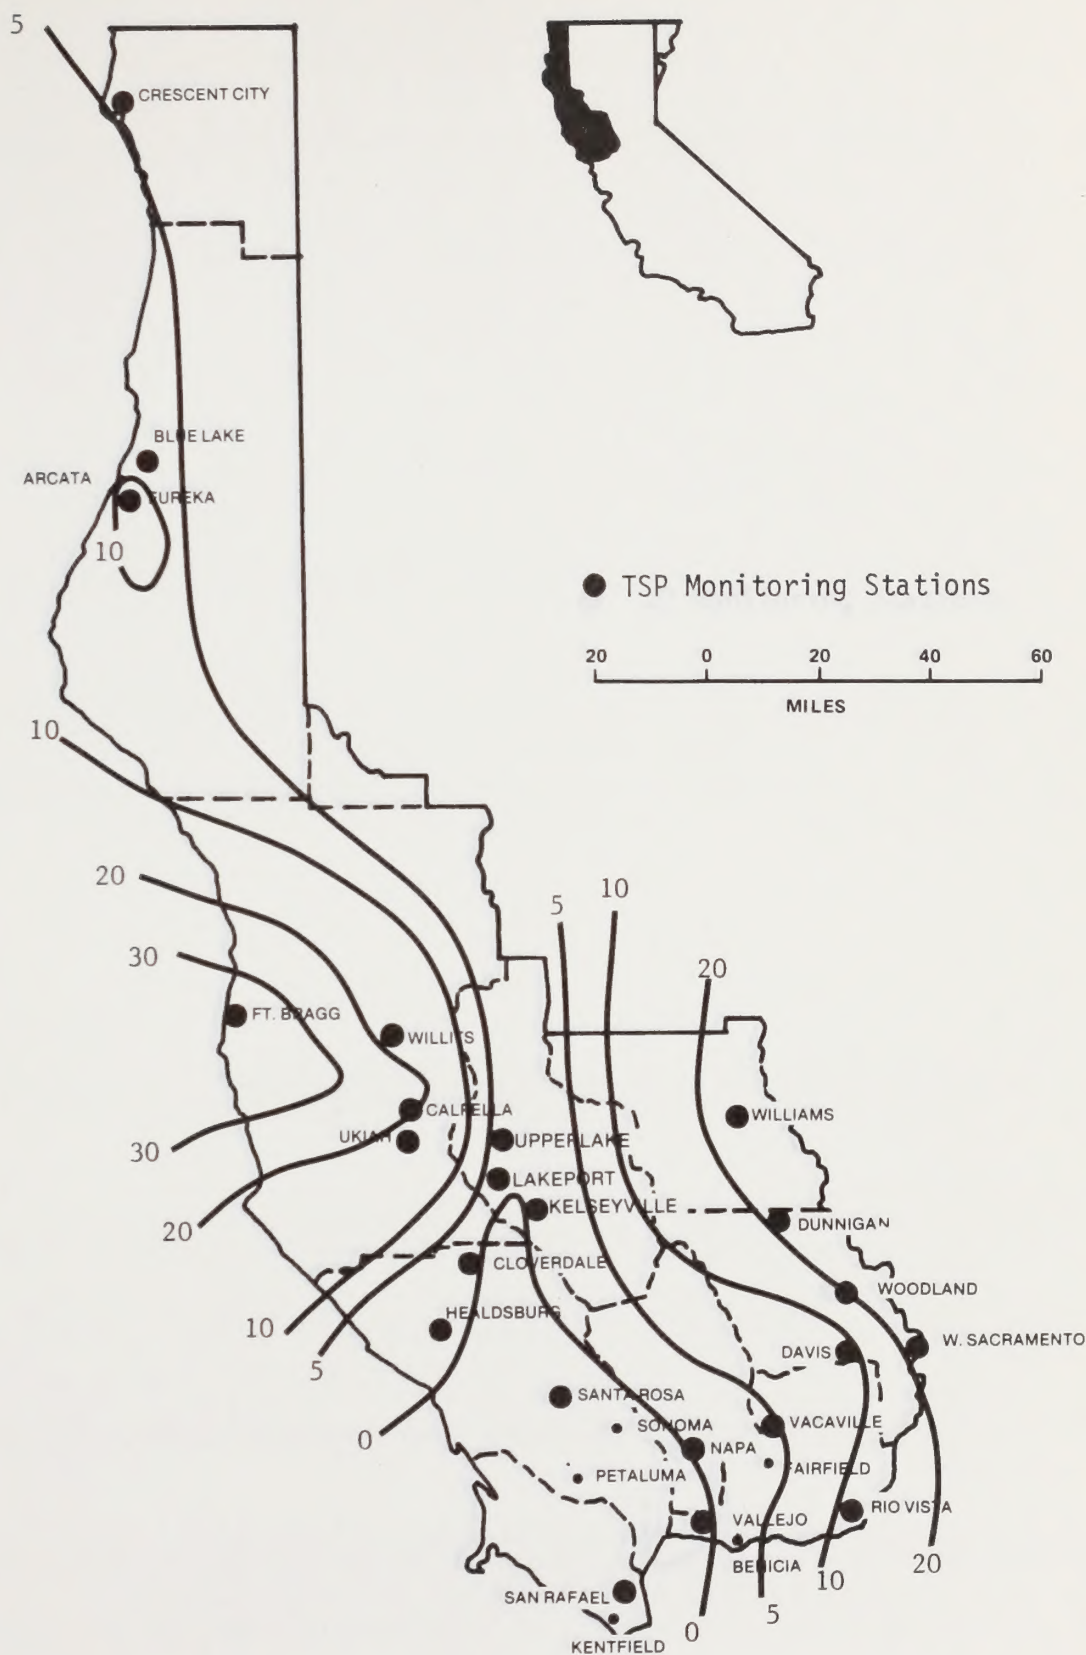 5
CRESCENT CITY
BLUE LAKE
ARCATA
EUREKA
10
TSP Monitoring Stations
20 0 20 40 60
MILES
10
20
30
5
10
20
FT. BRAGG
WILLITS
CALPELLA
UKIAH
30
20
UPPERLAKE
LAKEPORT
KELSEYVILLE
WILLIAMS
DUNNIGAN
CLOVERDALE
WOODLAND
HEALDSBURG
10
5
0
W. SACRAMENTO
DAVIS
SANTA ROSA
SONOMA
VACAVILLE
NAPA
FAIRFIELD
PETALUMA
RIO VISTA
VALLEJO
BENICIA
SAN RAFAEL
KENTFIELD
0
5
10
20